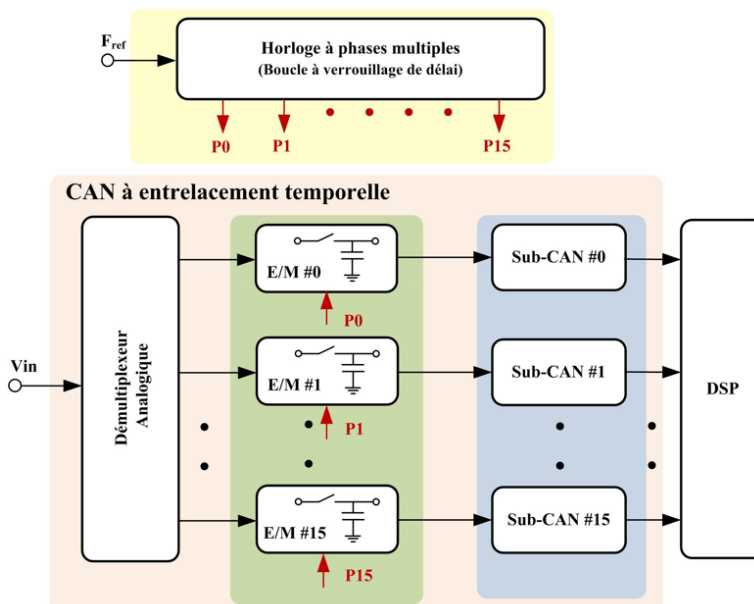 F_ref
Horloge à phases multiples
(Boucle à verrouillage de délai)
P0
P1
P15
CAN à entrelacement temporelle
Vin
Démultiplexeur
Analogique
E/M #0
P0
Sub-CAN #0
E/M #1
P1
Sub-CAN #1
E/M #15
P15
Sub-CAN #15
DSP